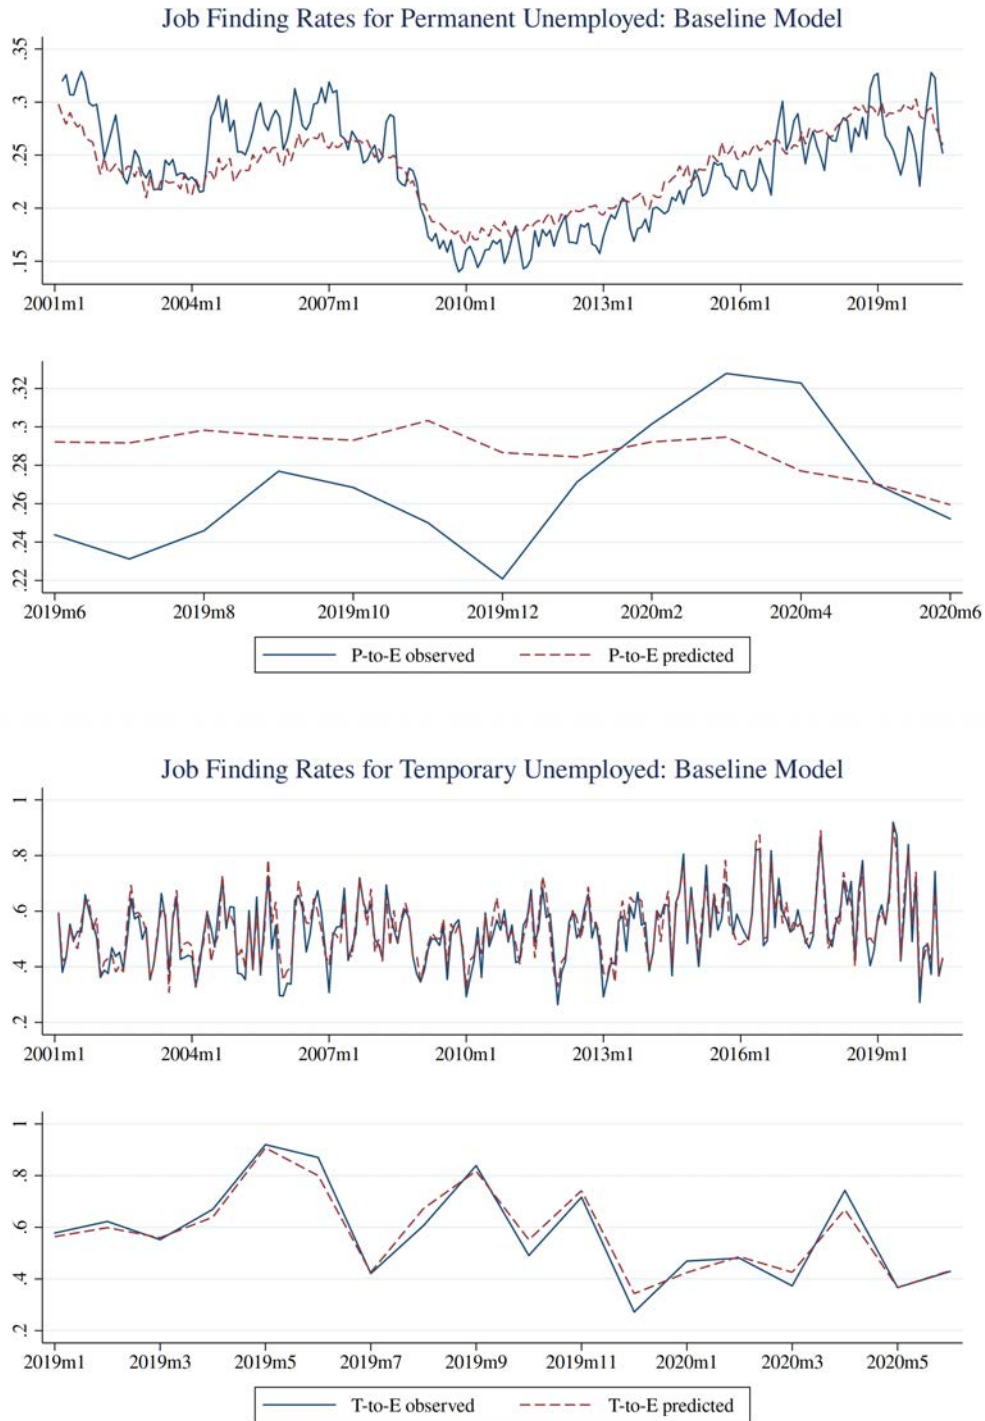 Job Finding Rates for Permanent Unemployed: Baseline Model
.35
.3
.25
.2
.15
2001m1 2004m1 2007m1 2010m1 2013m1 2016m1 2019m1
.32
.3
.28
.26
.24
.22
2019m6 2019m8 2019m10 2019m12 2020m2 2020m4 2020m6
P-to-E observed P-to-E predicted
Job Finding Rates for Temporary Unemployed: Baseline Model
1
.8
.6
.4
.2
2001m1 2004m1 2007m1 2010m1 2013m1 2016m1 2019m1
1
.8
.6
.4
.2
2019m1 2019m3 2019m5 2019m7 2019m9 2019m11 2020m1 2020m3 2020m5
T-to-E observed T-to-E predicted